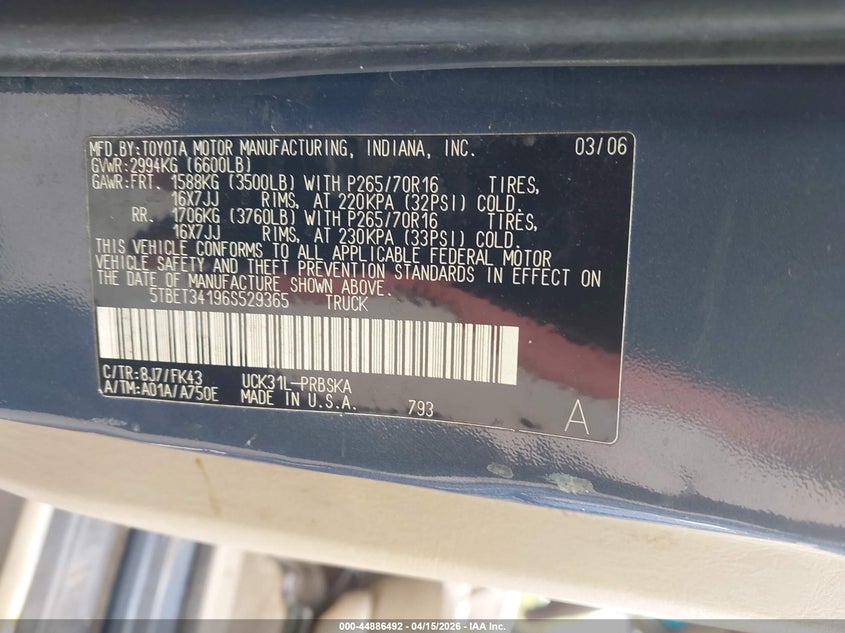 MFD.BY:TOYOTA MOTOR MANUFACTURING, INDIANA, INC. 03/06
GVWR:2994KG (6600LB)
GAWR:FRT. 1588KG (3500LB) WITH P265/70R16 TIRES,
16X7JJ RIMS, AT 220KPA (32PSI) COLD.
RR. 1706KG (3760LB) WITH P265/70R16 TIRES,
16X7JJ RIMS, AT 230KPA (33PSI) COLD.
THIS VEHICLE CONFORMS TO ALL APPLICABLE FEDERAL MOTOR
VEHICLE SAFETY AND THEFT PREVENTION STANDARDS IN EFFECT ON
THE DATE OF MANUFACTURE SHOWN ABOVE.
5TBET34196S529365 TRUCK
C/TR:8J7/FK43 UCK31L-PRBSKA
A/TM:A01A/A750E MADE IN U.S.A. 793 A
000-44886492 - 04/15/2026 - IAA Inc.